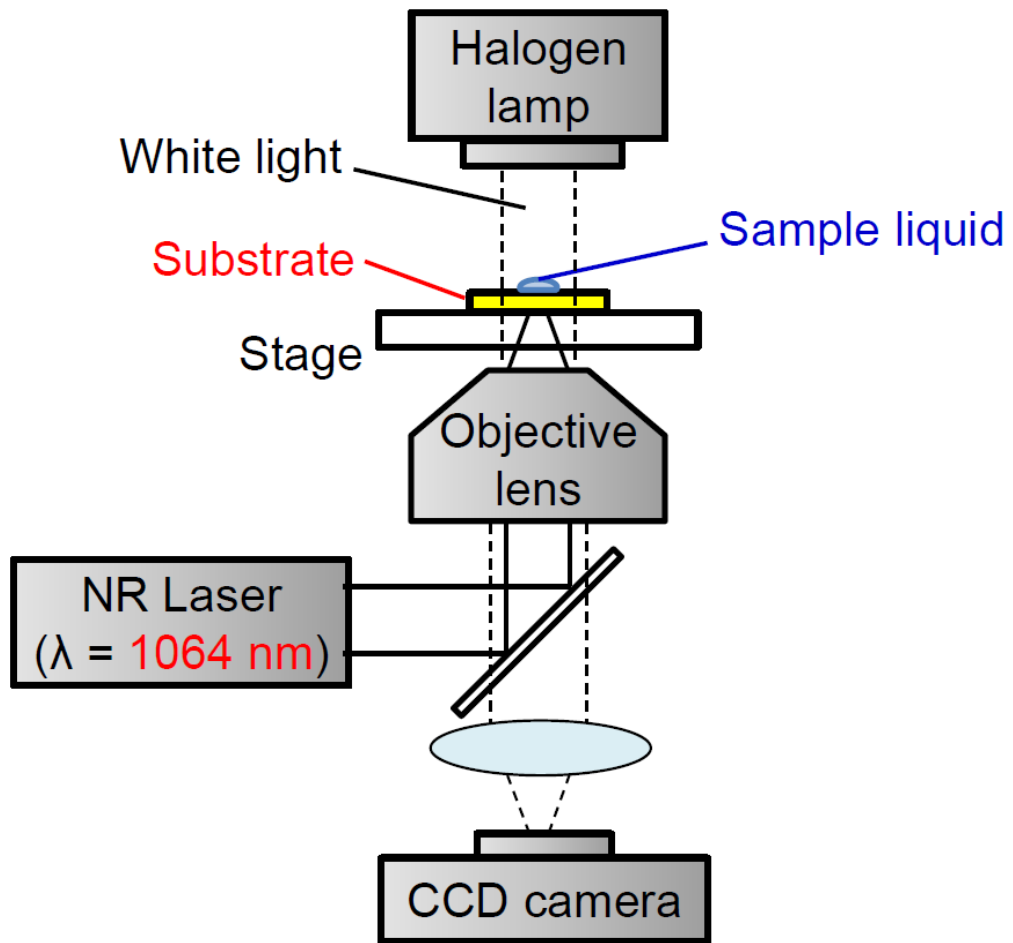 Halogen
lamp
White light
Sample liquid
Substrate
Stage
Objective
lens
NR Laser
(λ = 1064 nm)
CCD camera